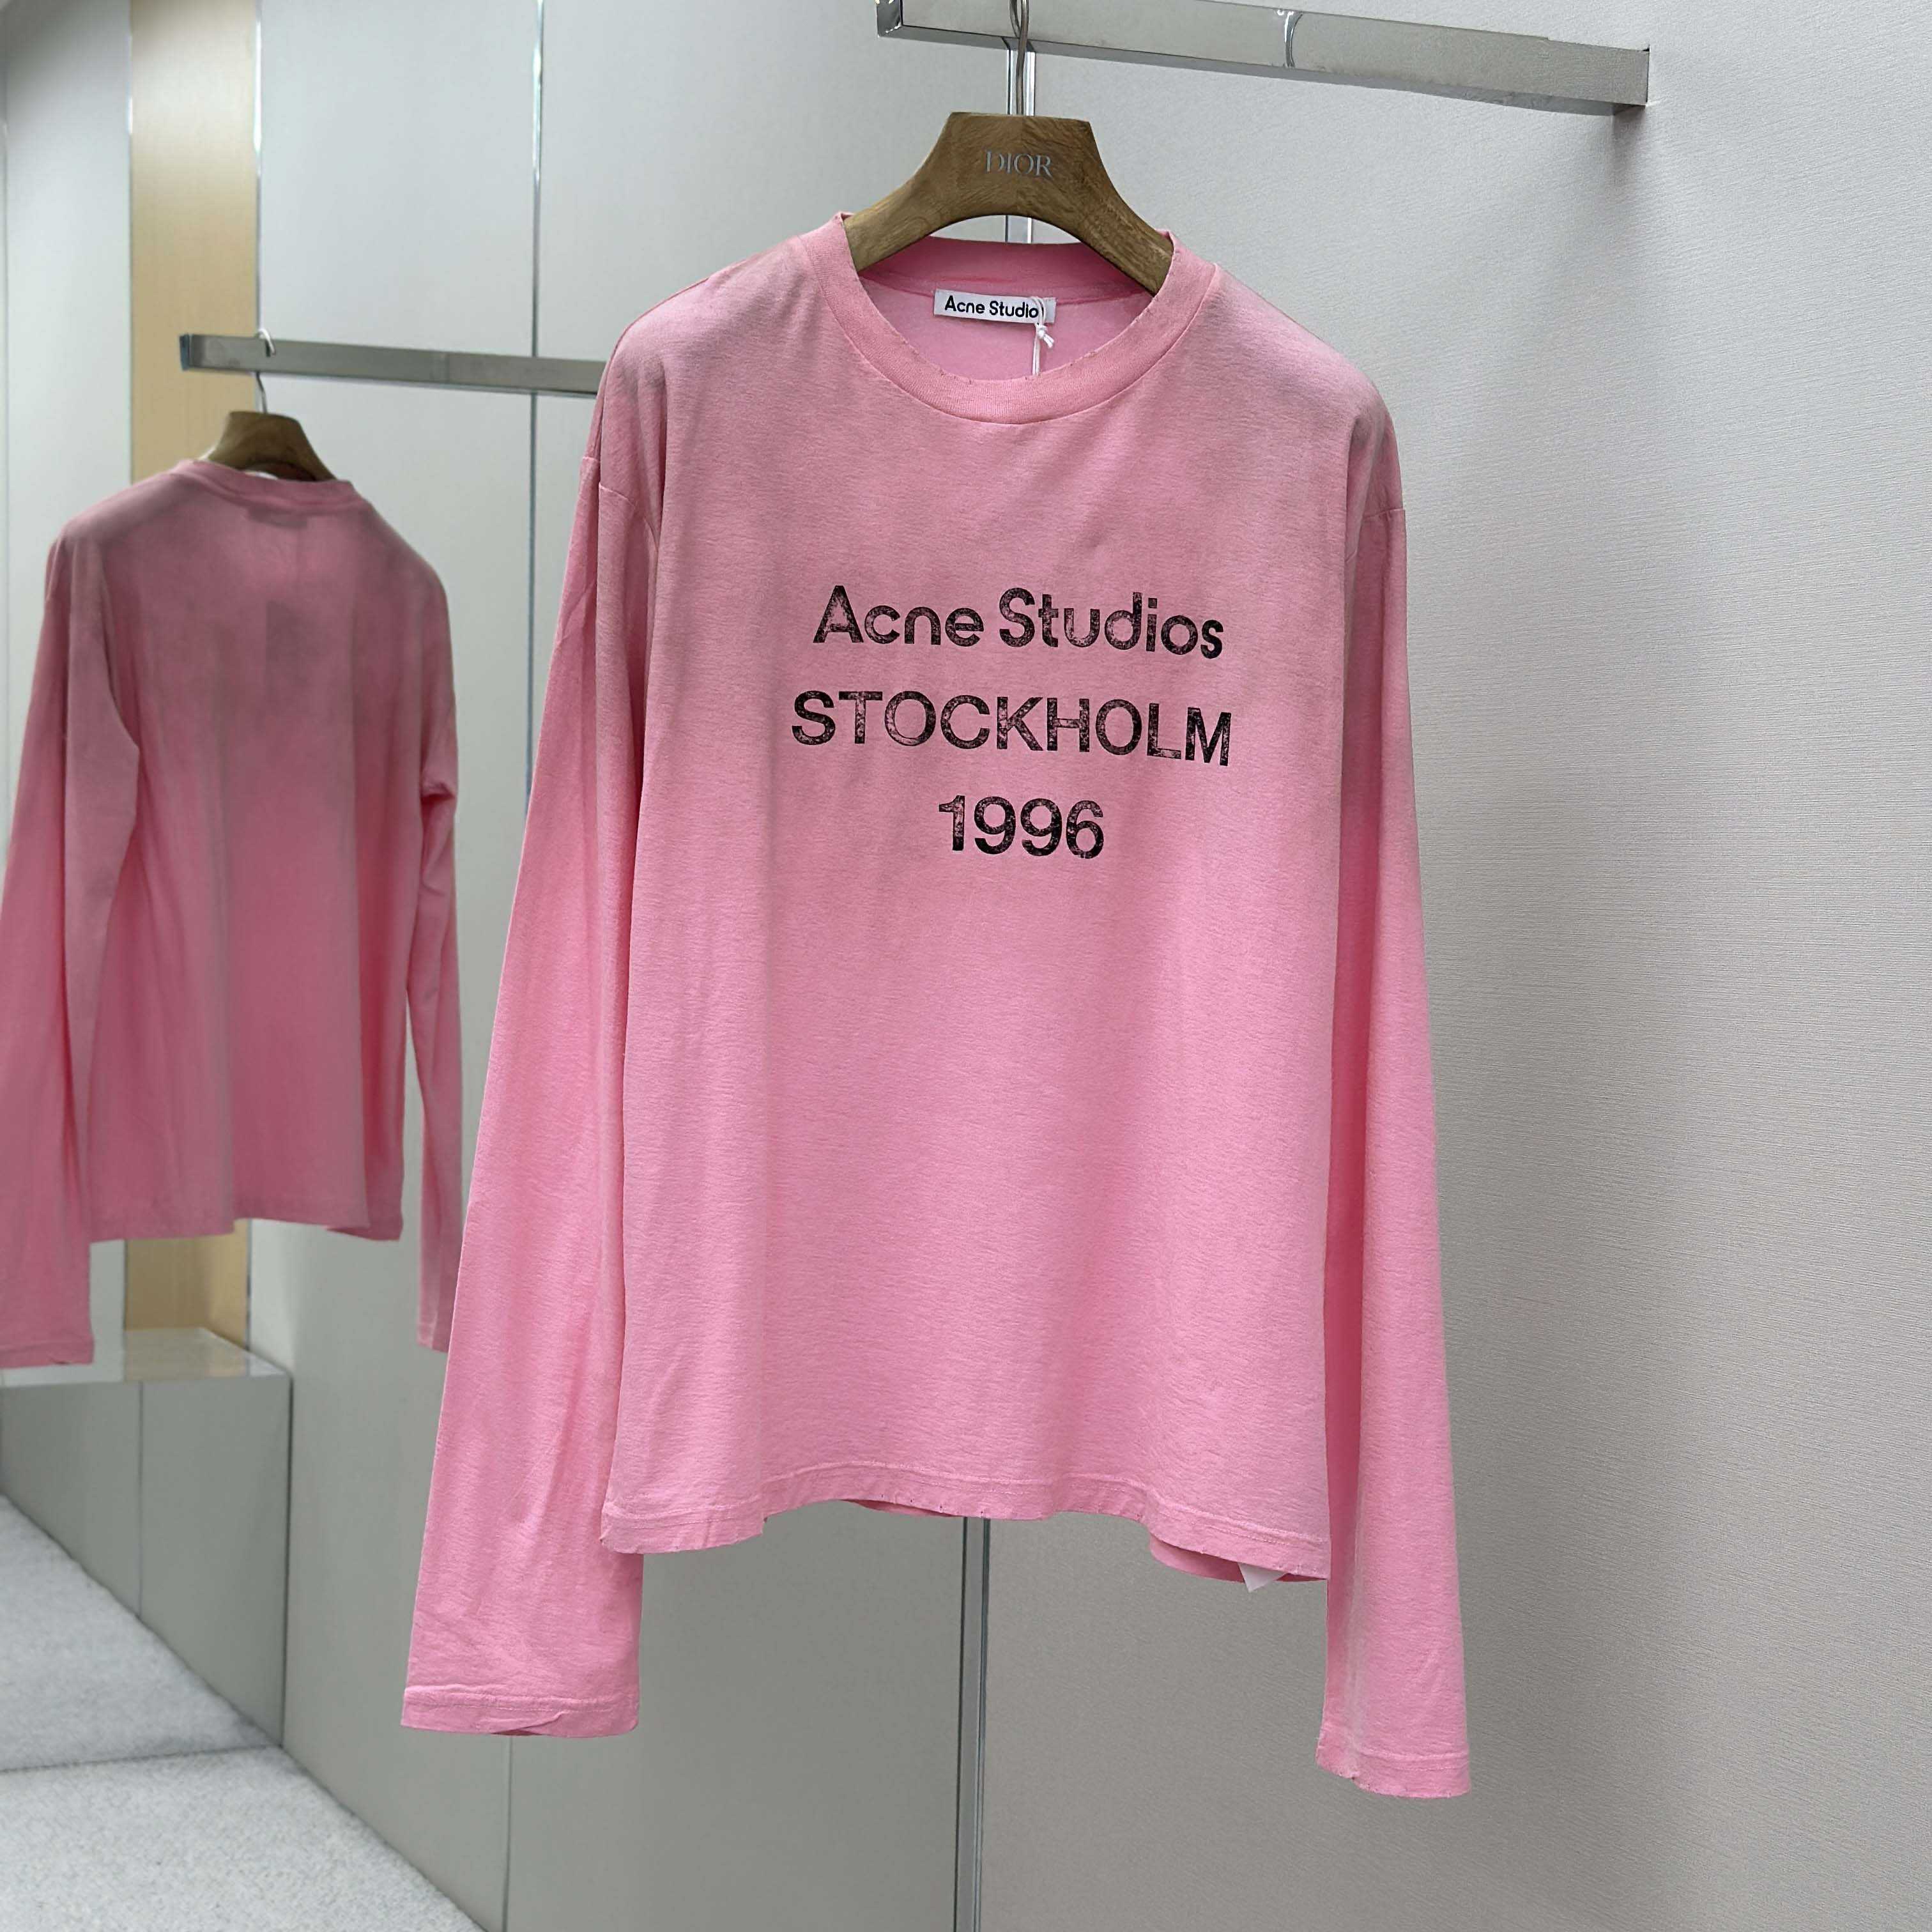 DIOR
Acne Studio
Acne Studios
STOCKHOLM
1996